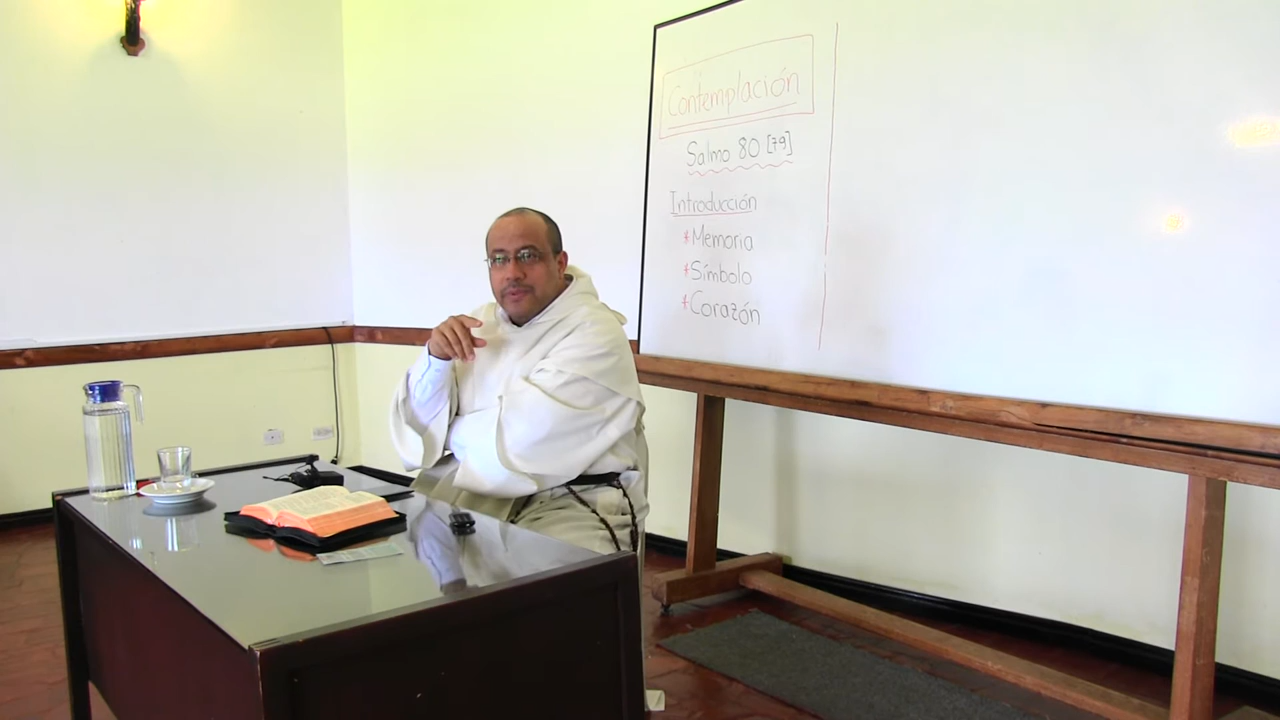 Contemplación
Salmo 80 [79]
Introducción
*Memoria
*Símbolo
*Corazón